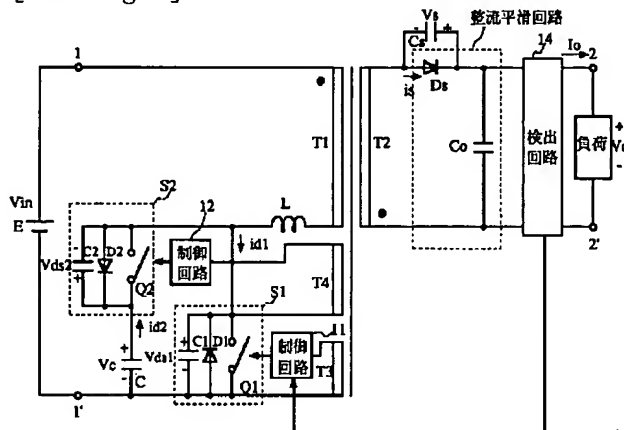 Vs
整流平滑回路
Cs
14
Io
1
2
is
Ds
T1
T2
Co
検出
回路
負荷
+
V
-
Vin
E
S2
12
L
id1
制御
回路
2'
C2
D2
Vds2
Q2
S1
T4
id2
11
C1
D1
制御
回路
Vc
C
Vds1
Q1
T3
1'